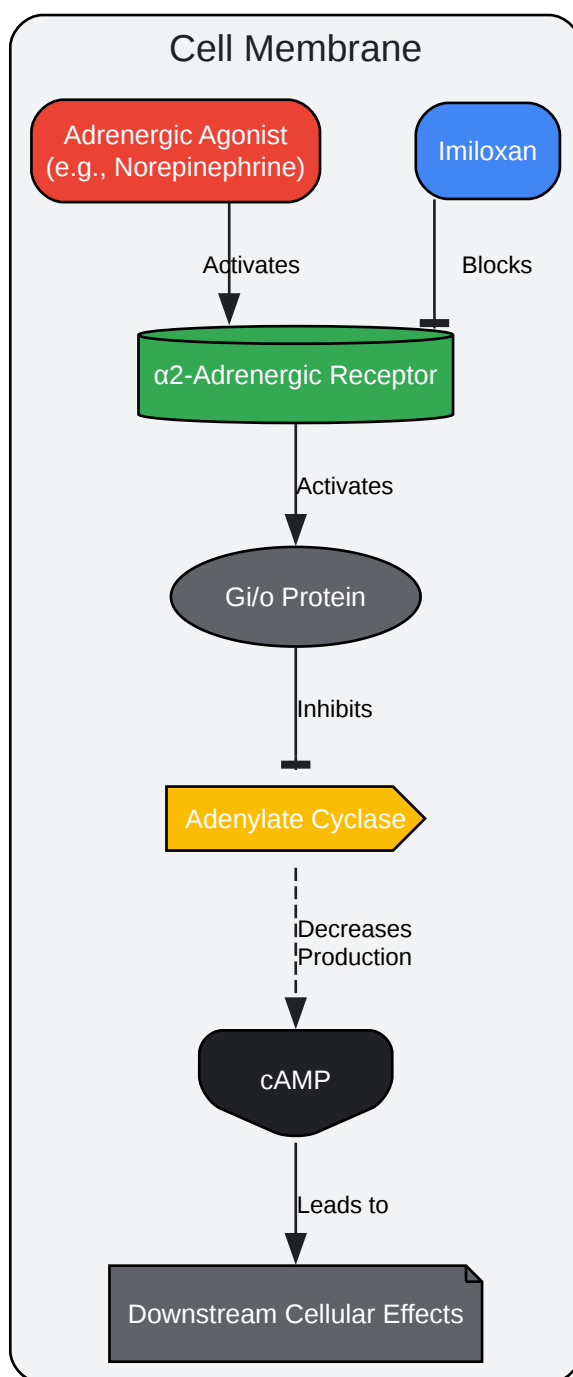 Cell Membrane
Adrenergic Agonist
(e.g., Norepinephrine)
Imiloxan
Activates
Blocks
α2-Adrenergic Receptor
Activates
Gi/o Protein
Inhibits
Adenylate Cyclase
Decreases
Production
cAMP
Leads to
Downstream Cellular Effects